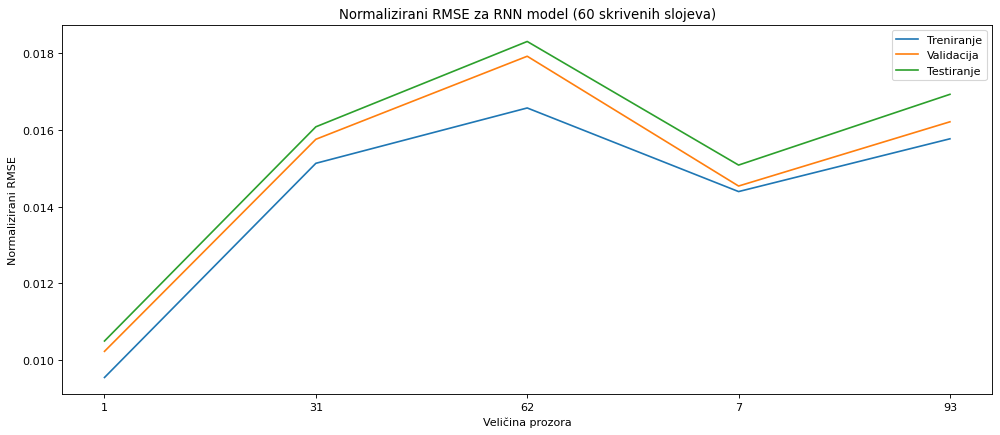 Normalizirani RMSE za RNN model (60 skrivenih slojeva)
Treniranje
Validacija
Testiranje
Normalizirani RMSE
0.018
0.016
0.014
0.012
0.010
1 31 62 7 93
Veličina prozora